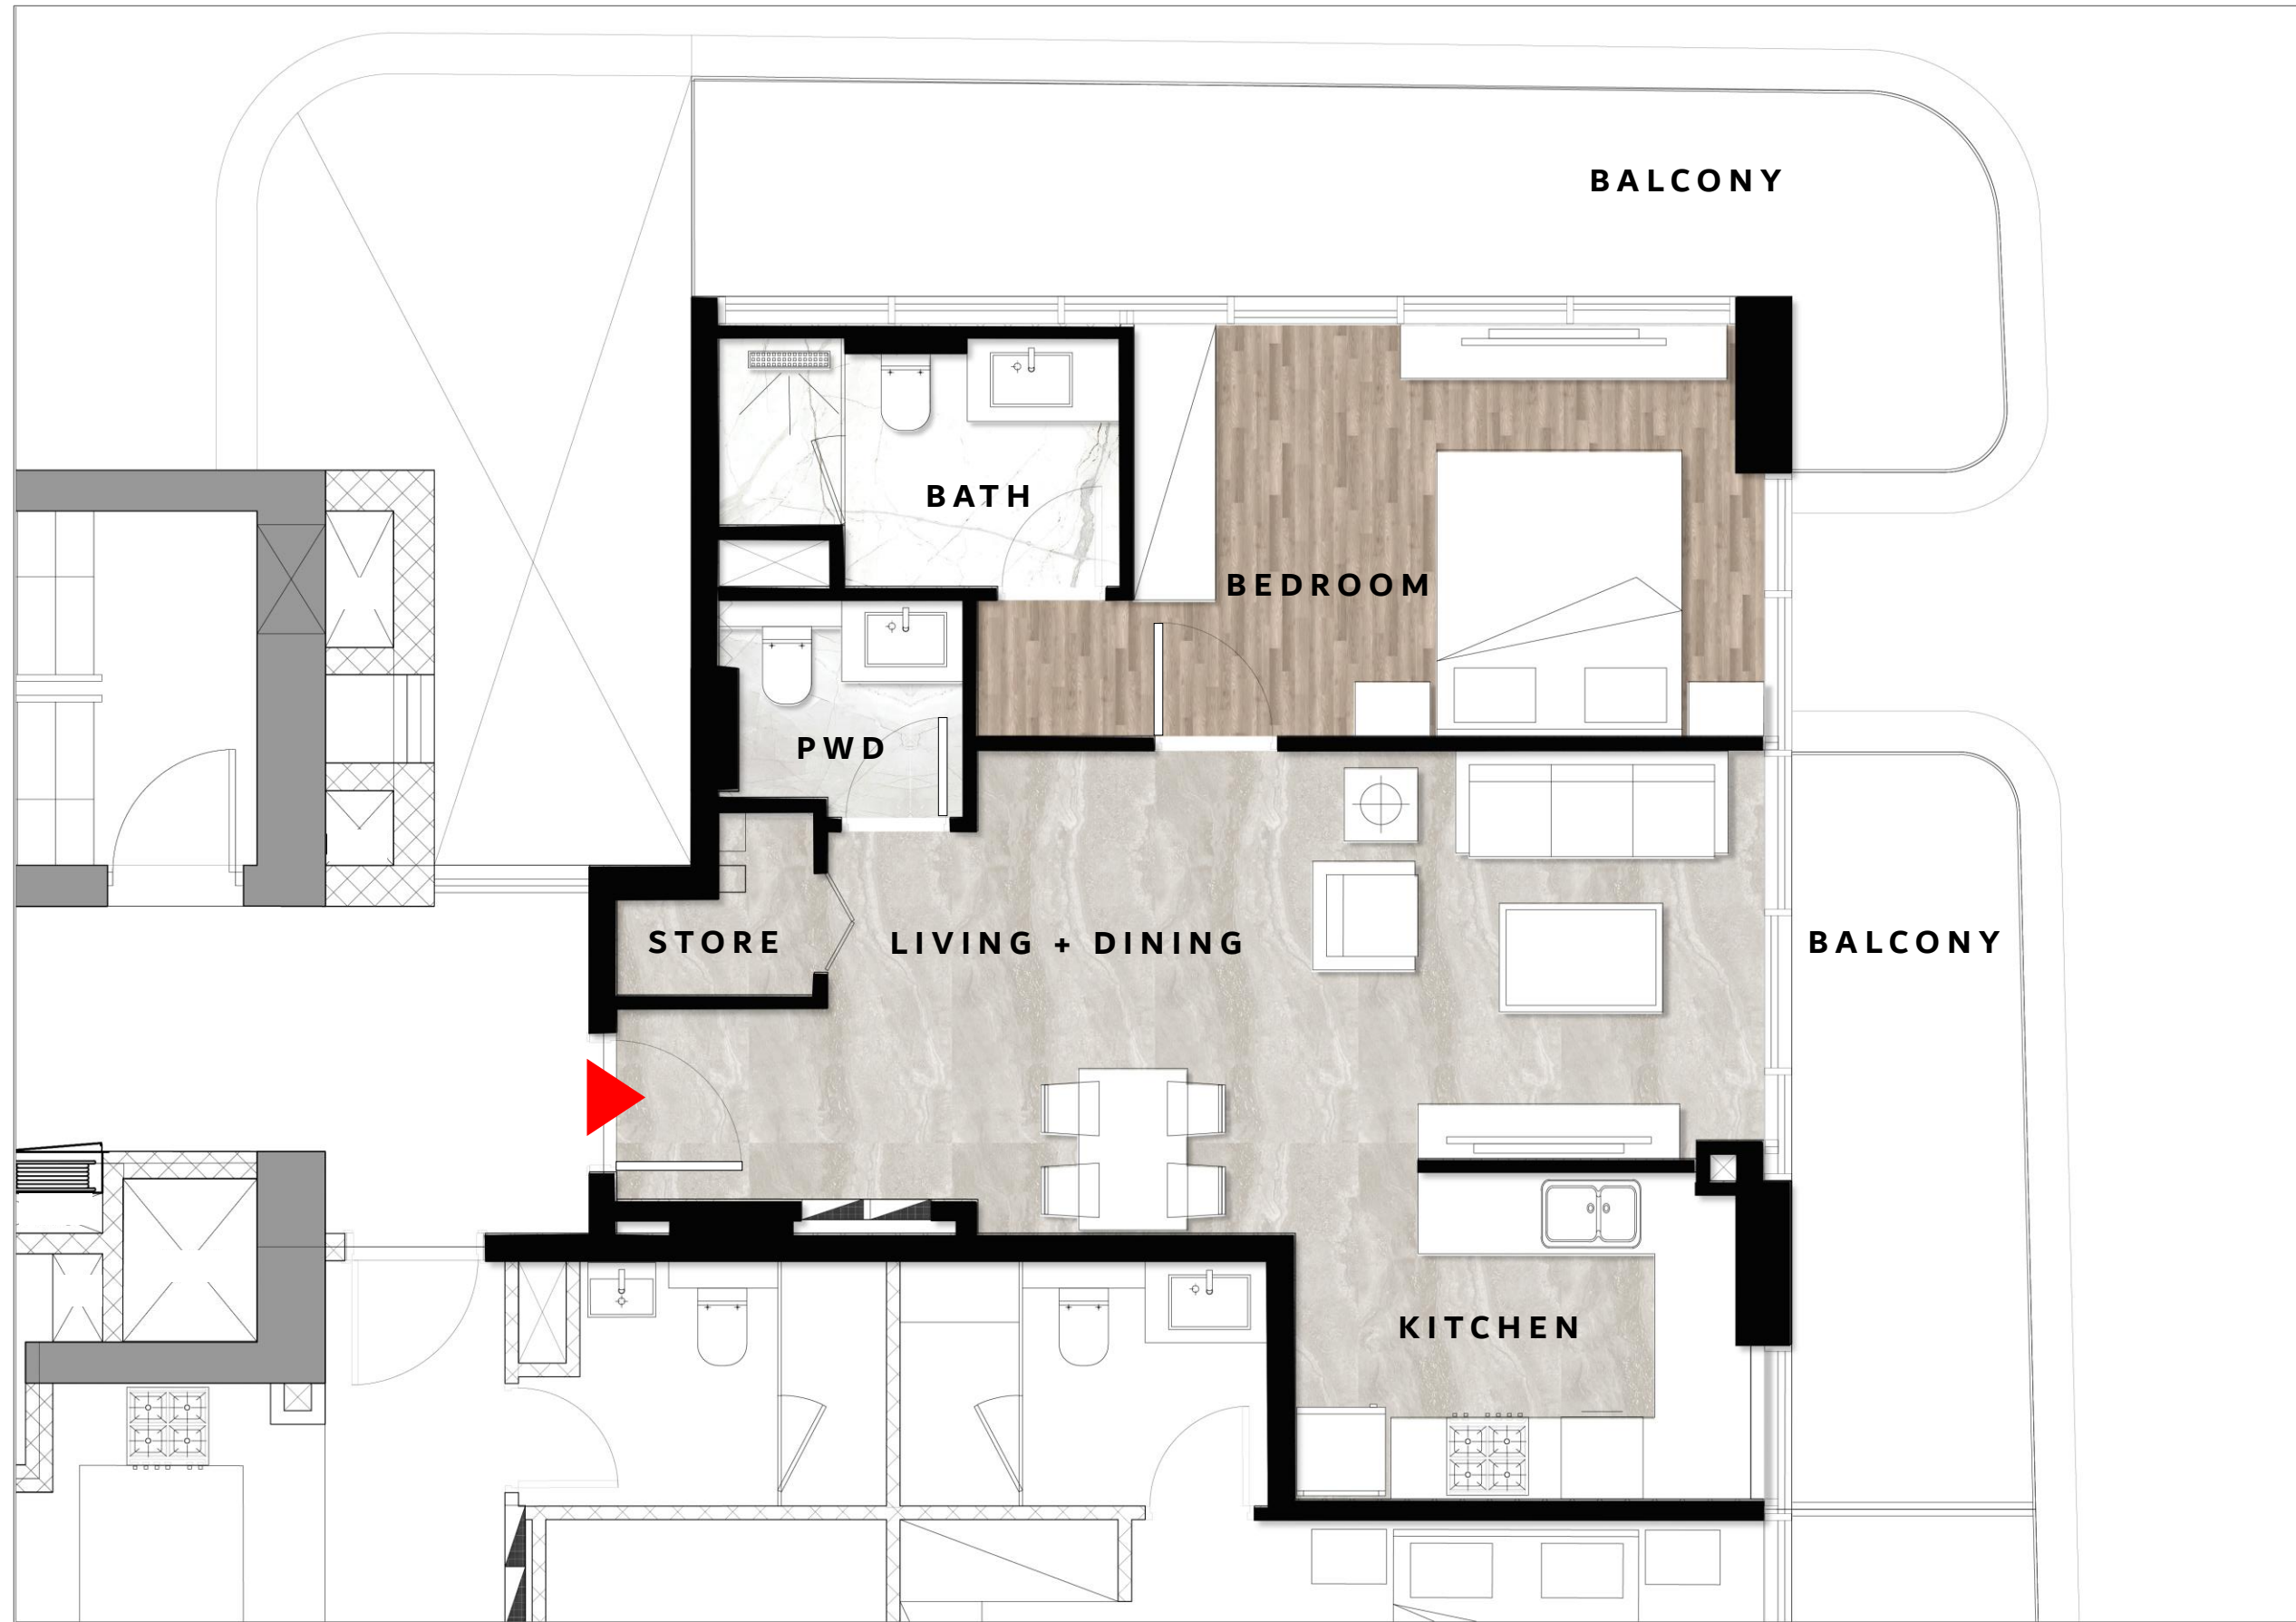 BALCONY
BATH
BEDROOM
PWD
STORE
LIVING + DINING
BALCONY
KITCHEN